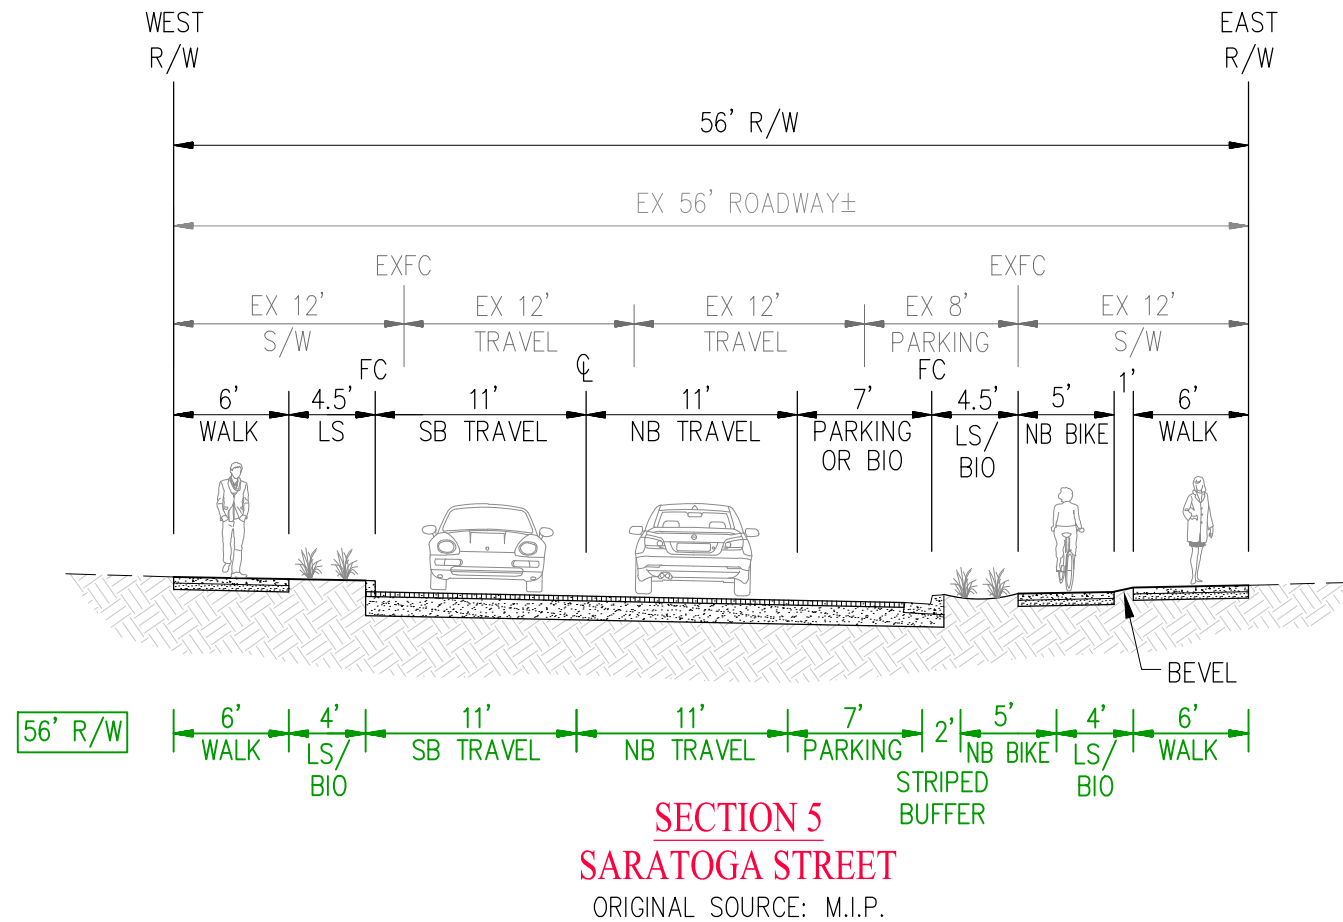 WEST
R/W
EAST
R/W
56' R/W
EX 56' ROADWAY±
EXFC
EXFC
EX 12'
S/W
EX 12'
TRAVEL
EX 12'
TRAVEL
EX 8'
PARKING
EX 12'
S/W
FC
℄
FC
6'
WALK
4.5'
LS
11'
SB TRAVEL
11'
NB TRAVEL
7'
PARKING
OR BIO
4.5'
LS/
BIO
5'
NB BIKE
1'
6'
WALK
BEVEL
56' R/W
6'
WALK
4'
LS/
BIO
11'
SB TRAVEL
11'
NB TRAVEL
7'
PARKING
2'
STRIPED
BUFFER
5'
NB BIKE
4'
LS/
BIO
6'
WALK
SECTION 5
SARATOGA STREET
ORIGINAL SOURCE: M.I.P.